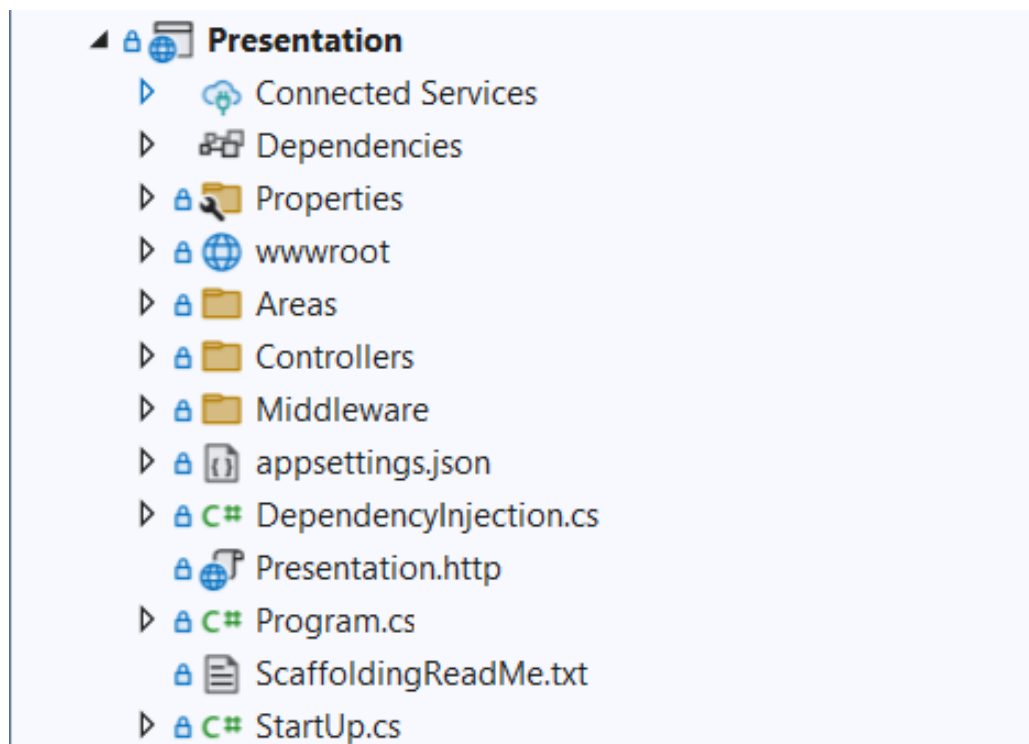 Presentation
Connected Services
Dependencies
Properties
wwwroot
Areas
Controllers
Middleware
appsettings.json
C# DependencyInjection.cs
Presentation.http
C# Program.cs
ScaffoldingReadMe.txt
C# StartUp.cs